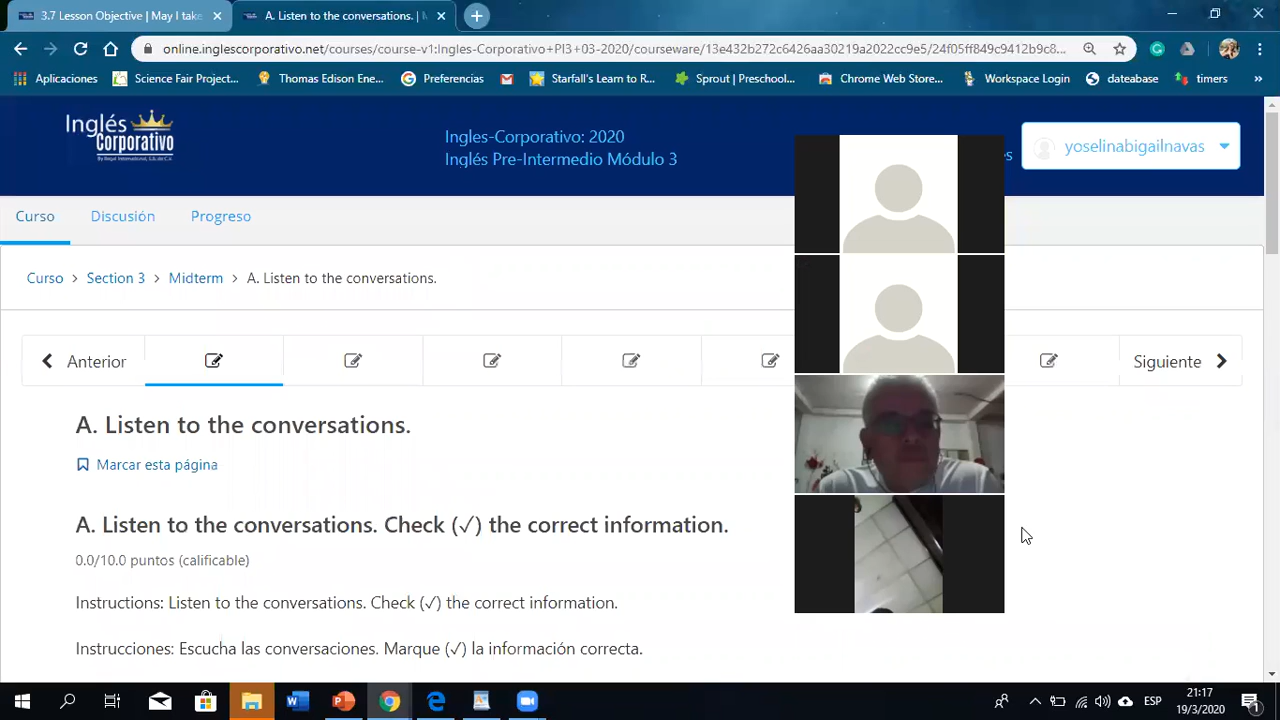 3.7 Lesson Objective | May I take
A. Listen to the conversations. |
online.inglescorporativo.net/courses/course-v1:Ingles-Corporativo+PI3+03-2020/courseware/13e432b272c6426aa30219a2022cc9e5/24f05ff849c9412b9c8...
Aplicaciones Science Fair Project... Thomas Edison Ene... Preferencias Starfall's Learn to R... Sprout | Preschool... Chrome Web Store... Workspace Login dateabase timers
Inglés
Corporativo
Ingles-Corporativo: 2020
Inglés Pre-Intermedio Módulo 3
es
yoselinabigailnavas
Curso Discusión Progreso
Curso > Section 3 > Midterm > A. Listen to the conversations.
Anterior Siguiente
A. Listen to the conversations.
Marcar esta página
A. Listen to the conversations. Check (✓) the correct information.
0.0/10.0 puntos (calificable)
Instructions: Listen to the conversations. Check (✓) the correct information.
Instrucciones: Escucha las conversaciones. Marque (✓) la información correcta.
ESP
21:17
19/3/2020